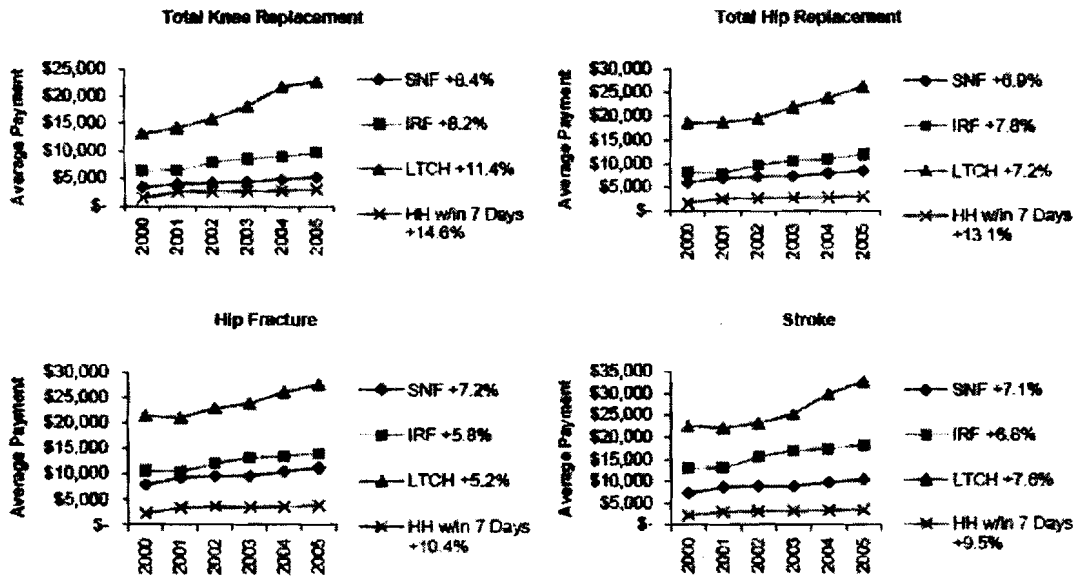 Total Knee Replacement
Average Payment
$25,000
$20,000
$15,000
$10,000
$5,000
$-
2000
2001
2002
2003
2004
2005
SNF +8.4%
IRF +8.2%
LTCH +11.4%
HH w/in 7 Days
+14.6%
Total Hip Replacement
Average Payment
$30,000
$25,000
$20,000
$15,000
$10,000
$5,000
$-
2000
2001
2002
2003
2004
2005
SNF +6.9%
IRF +7.8%
LTCH +7.2%
HH w/in 7 Days
+13.1%
Hip Fracture
Average Payment
$30,000
$25,000
$20,000
$15,000
$10,000
$5,000
$-
2000
2001
2002
2003
2004
2005
SNF +7.2%
IRF +5.8%
LTCH +5.2%
HH w/in 7 Days
+10.4%
Stroke
Average Payment
$35,000
$30,000
$25,000
$20,000
$15,000
$10,000
$5,000
$-
2000
2001
2002
2003
2004
2005
SNF +7.1%
IRF +6.8%
LTCH +7.8%
HH w/in 7 Days
+9.5%